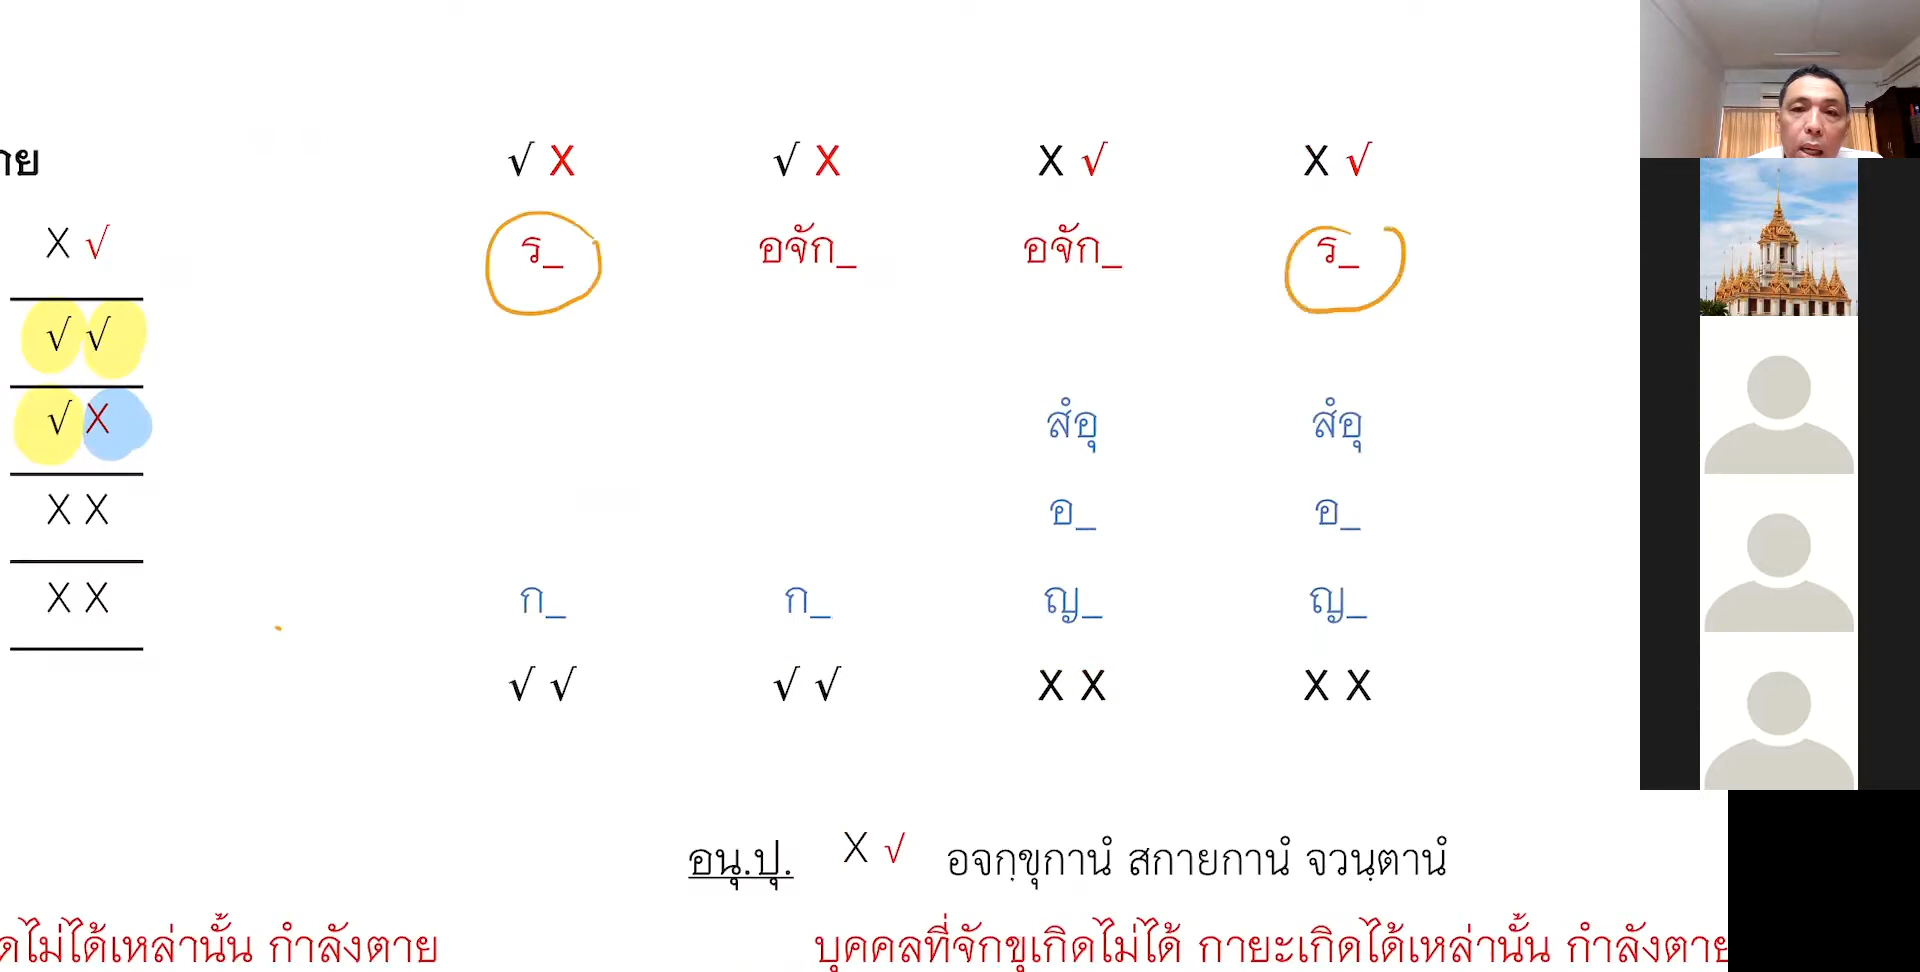 √ X √ X X √ X √
าย
X √ ร_ อจัก_ อจัก_ ร_
√ √
√ X สํอุ สํอุ
X X อ_ อ_
X X ก_ ก_ ญ_ ญ_
√ √ √ √ X X X X
อนุ.ปุ. X √ อจกฺขุกานํ สกายกานํ จวนฺตานํ
ดไม่ได้เหล่านั้น กำลังตาย บุคคลที่จักขุเกิดไม่ได้ กายะเกิดได้เหล่านั้น กำลังตาย